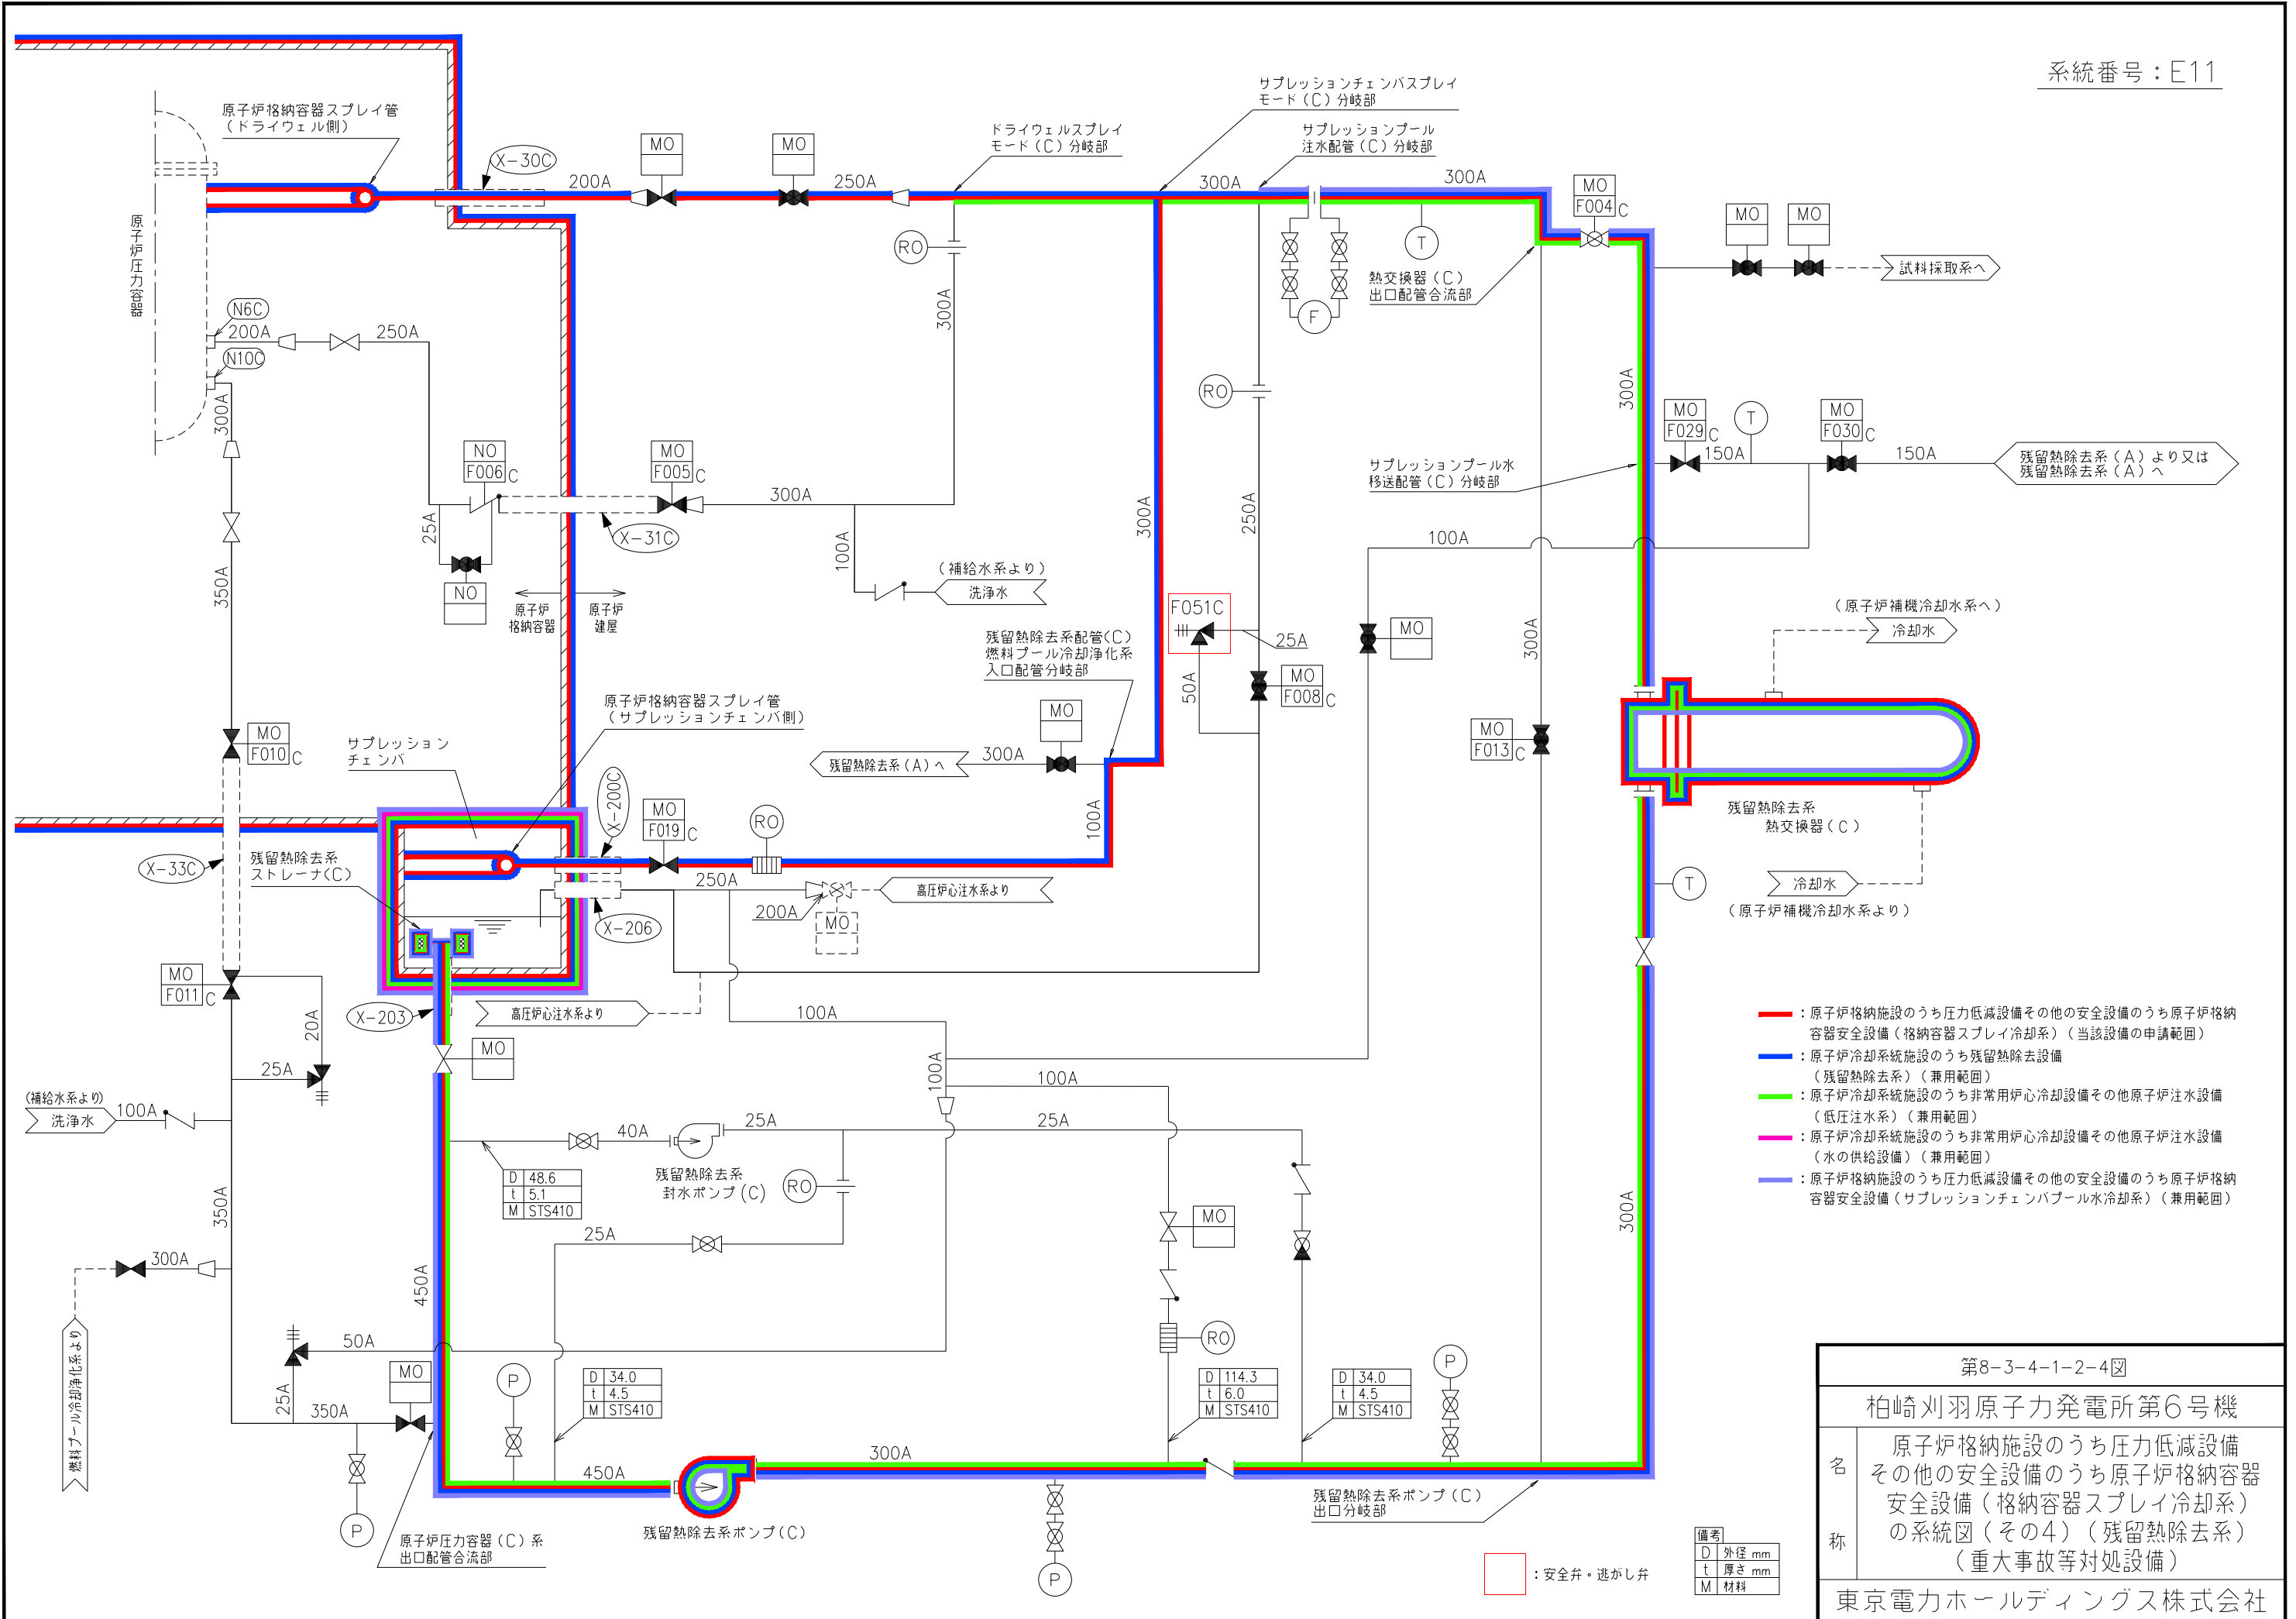 系統番号：E11
サプレッションチェンバスプレイ
モード（C）分岐部
原子炉格納容器スプレイ管
（ドライウェル側）
ドライウェルスプレイ
モード（C）分岐部
サプレッションプール
注水配管（C）分岐部
X-30C
MO
MO
200A
250A
300A
300A
MO
F004
C
MO
MO
試料採取系へ
原子炉圧力容器
RO
T
熱交換器（C）
出口配管合流部
F
300A
N6C
200A
250A
N10C
300A
RO
300A
MO
F029
C
T
MO
F030
C
150A
150A
残留熱除去系（A）より又は
残留熱除去系（A）へ
サプレッションプール水
移送配管（C）分岐部
NO
F006
C
MO
F005
C
300A
25A
X-31C
100A
300A
250A
100A
NO
（補給水系より）
洗浄水
350A
原子炉
格納容器
原子炉
建屋
F051C
25A
50A
MO
300A
（原子炉補機冷却水系へ）
冷却水
残留熱除去系配管(C)
燃料プール冷却浄化系
入口配管分岐部
MO
F008
C
原子炉格納容器スプレイ管
（サプレッションチェンバ側）
MO
残留熱除去系(A)へ
300A
MO
F013
C
MO
F010
C
サプレッション
チェンバ
X-200C
MO
F019
C
RO
100A
残留熱除去系
熱交換器(C)
X-33C
残留熱除去系
ストレーナ(C)
250A
高圧炉心注水系より
200A
MO
X-206
T
冷却水
（原子炉補機冷却水系より）
MO
F011
C
X-203
高圧炉心注水系より
100A
20A
MO
25A
100A
100A
(補給水系より)
洗浄水
100A
：原子炉格納施設のうち圧力低減設備その他の安全設備のうち原子炉格納
容器安全設備（格納容器スプレイ冷却系）（当該設備の申請範囲）
：原子炉冷却系統施設のうち残留熱除去設備
（残留熱除去系）（兼用範囲）
：原子炉冷却系統施設のうち非常用炉心冷却設備その他原子炉注水設備
（低圧注水系）（兼用範囲）
：原子炉冷却系統施設のうち非常用炉心冷却設備その他原子炉注水設備
（水の供給設備）（兼用範囲）
：原子炉格納施設のうち圧力低減設備その他の安全設備のうち原子炉格納
容器安全設備（サプレッションチェンバプール水冷却系）（兼用範囲）
40A
25A
25A
残留熱除去系
封水ポンプ(C)
D 48.6
t 5.1
M STS410
RO
25A
MO
350A
300A
300A
450A
燃料プール冷却浄化系より
50A
RO
25A
MO
350A
P
P
D 34.0
t 4.5
M STS410
D 114.3
t 6.0
M STS410
D 34.0
t 4.5
M STS410
P
450A
300A
残留熱除去系ポンプ(C)
P
残留熱除去系ポンプ(C)
出口分岐部
原子炉圧力容器（C）系
出口配管合流部
：安全弁・逃がし弁
備考
D 外径 mm
t 厚さ mm
M 材料
第8-3-4-1-2-4図
柏崎刈羽原子力発電所第6号機
名称
原子炉格納施設のうち圧力低減設備
その他の安全設備のうち原子炉格納容器
安全設備（格納容器スプレイ冷却系）
の系統図（その4）（残留熱除去系）
（重大事故等対処設備）
東京電力ホールディングス株式会社